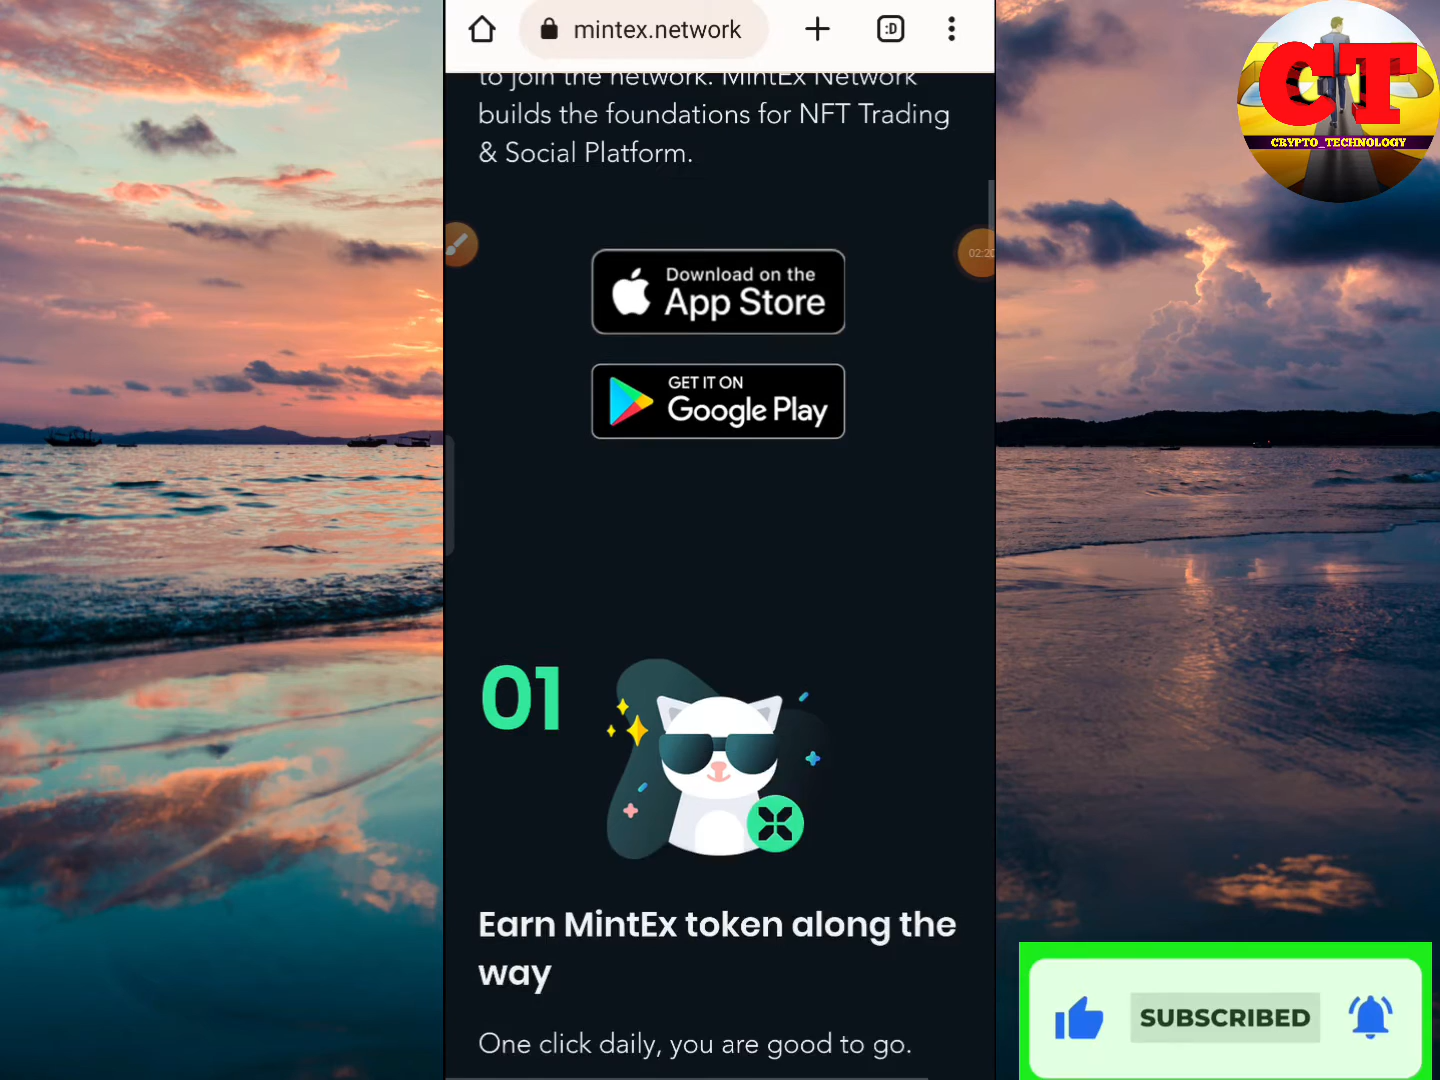 mintex.network
:D
to join the network. MintEx Network
builds the foundations for NFT Trading
& Social Platform.
02:20
Download on the
App Store
GET IT ON
Google Play
01
Earn MintEx token along the
way
One click daily, you are good to go.
CT
CRYPTO_TECHNOLOGY
SUBSCRIBED